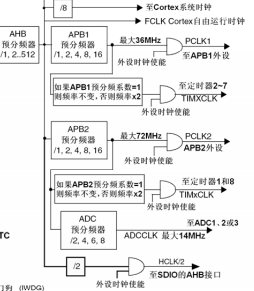 /8
至Cortex系统时钟
FCLK Cortex自由运行时钟
AHB
预分频器
/1, 2..512
APB1
预分频器
/1, 2, 4, 8, 16
最大36MHz
PCLK1
至APB1外设
外设时钟使能
如果APB1预分频系数=1
则频率不变，否则频率x2
至定时器2~7
TIMXCLK
外设时钟使能
APB2
预分频器
/1, 2, 4, 8, 16
最大72MHz
PCLK2
APB2外设
外设时钟使能
如果APB2预分频系数=1
则频率不变，否则频率x2
至定时器1和8
TIMxCLK
外设时钟使能
ADC
预分频器
/2, 4, 6, 8
至ADC1、2或3
ADCCLK 最大14MHz
TC
/2
HCLK/2
至SDIO的AHB接口
外设时钟使能
(IWDG)